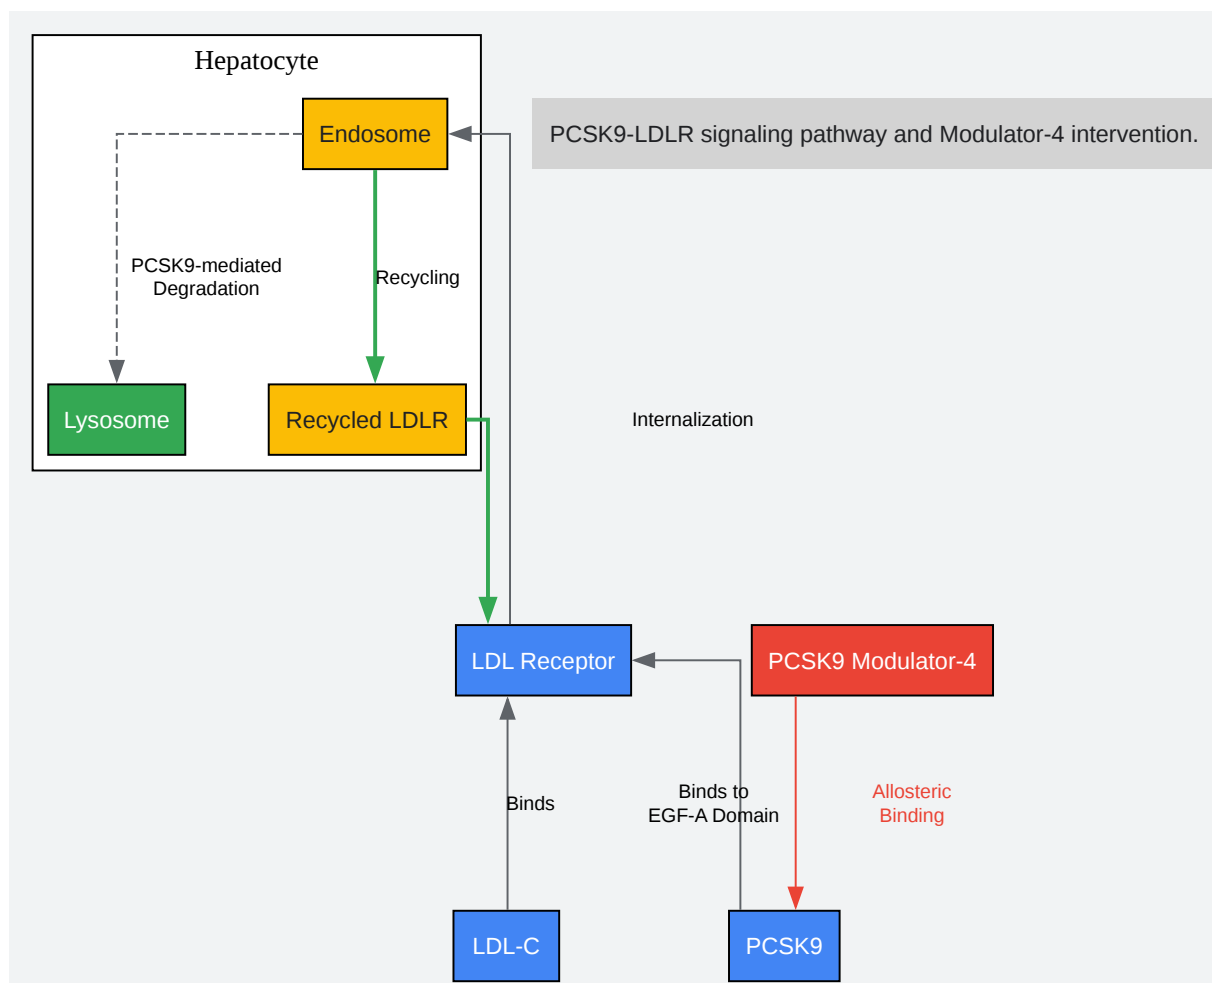 Hepatocyte
Endosome
PCSK9-LDLR signaling pathway and Modulator-4 intervention.
PCSK9-mediated
Degradation
Recycling
Lysosome
Recycled LDLR
Internalization
LDL Receptor
PCSK9 Modulator-4
Binds
Binds to
EGF-A Domain
Allosteric
Binding
LDL-C
PCSK9